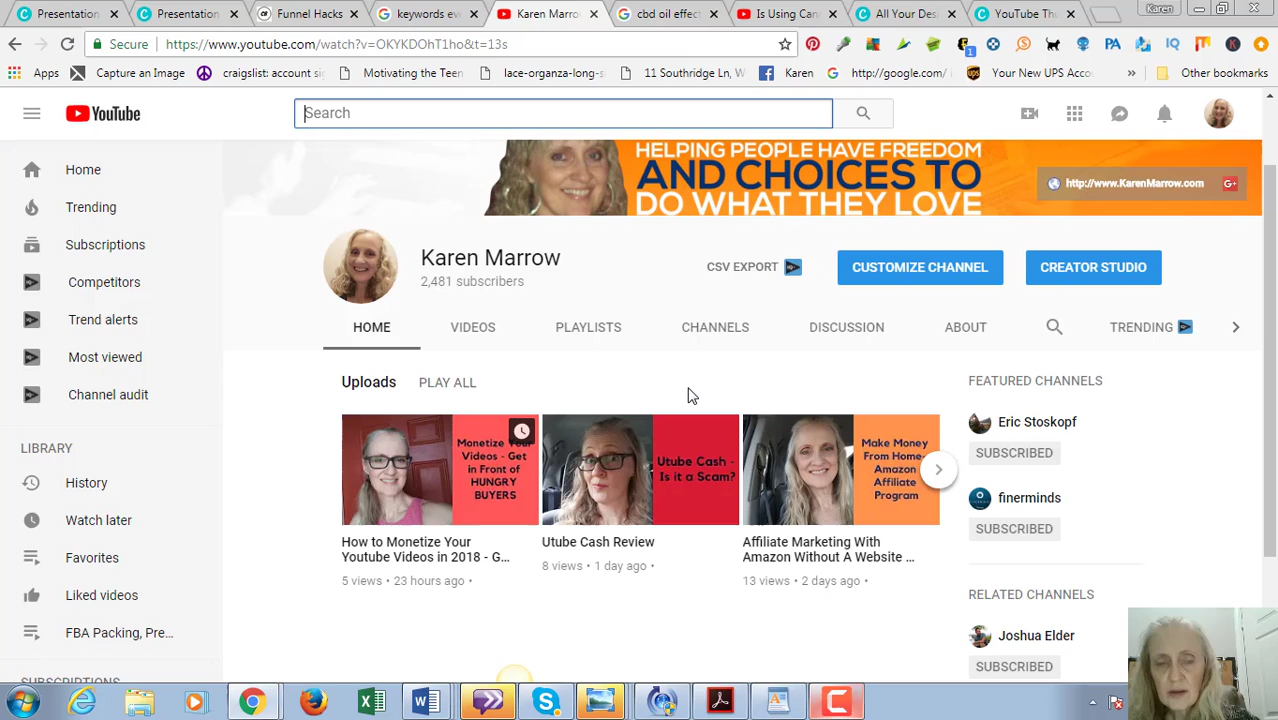 Presentation
Presentation
Funnel Hacks
keywords ev
Karen Marrow
cbd oil effect
Is Using Can
All Your Desi
YouTube Th
Karen
Secure
https://www.youtube.com/watch?v=OKYKDOhT1ho&t=13s
PA
IQ
K
1
Apps
Capture an Image
craigslist account si
Motivating the Teen
lace-organza-long-s
11 Southridge Ln, W
Karen
http://google.com/
Your New UPS Acco
»
Other bookmarks
YouTube
Search
HELPING PEOPLE HAVE FREEDOM
AND CHOICES TO
DO WHAT THEY LOVE
http://www.KarenMarrow.com
G+
Home
Trending
Subscriptions
Competitors
Trend alerts
Most viewed
Channel audit
LIBRARY
History
Watch later
Favorites
Liked videos
FBA Packing, Pre...
Karen Marrow
2,481 subscribers
CSV EXPORT
CUSTOMIZE CHANNEL
CREATOR STUDIO
HOME
VIDEOS
PLAYLISTS
CHANNELS
DISCUSSION
ABOUT
TRENDING
Uploads
PLAY ALL
Monetize Your
Videos - Get
in Front of
HUNGRY
BUYERS
How to Monetize Your
Youtube Videos in 2018 - G...
5 views • 23 hours ago •
Utube Cash -
Is it a Scam?
Utube Cash Review
8 views • 1 day ago •
Make Money
From Home-
Amazon
Affiliate
Program
Affiliate Marketing With
Amazon Without A Website ...
13 views • 2 days ago •
FEATURED CHANNELS
Eric Stoskopf
SUBSCRIBED
finerminds
SUBSCRIBED
RELATED CHANNELS
Joshua Elder
SUBSCRIBED